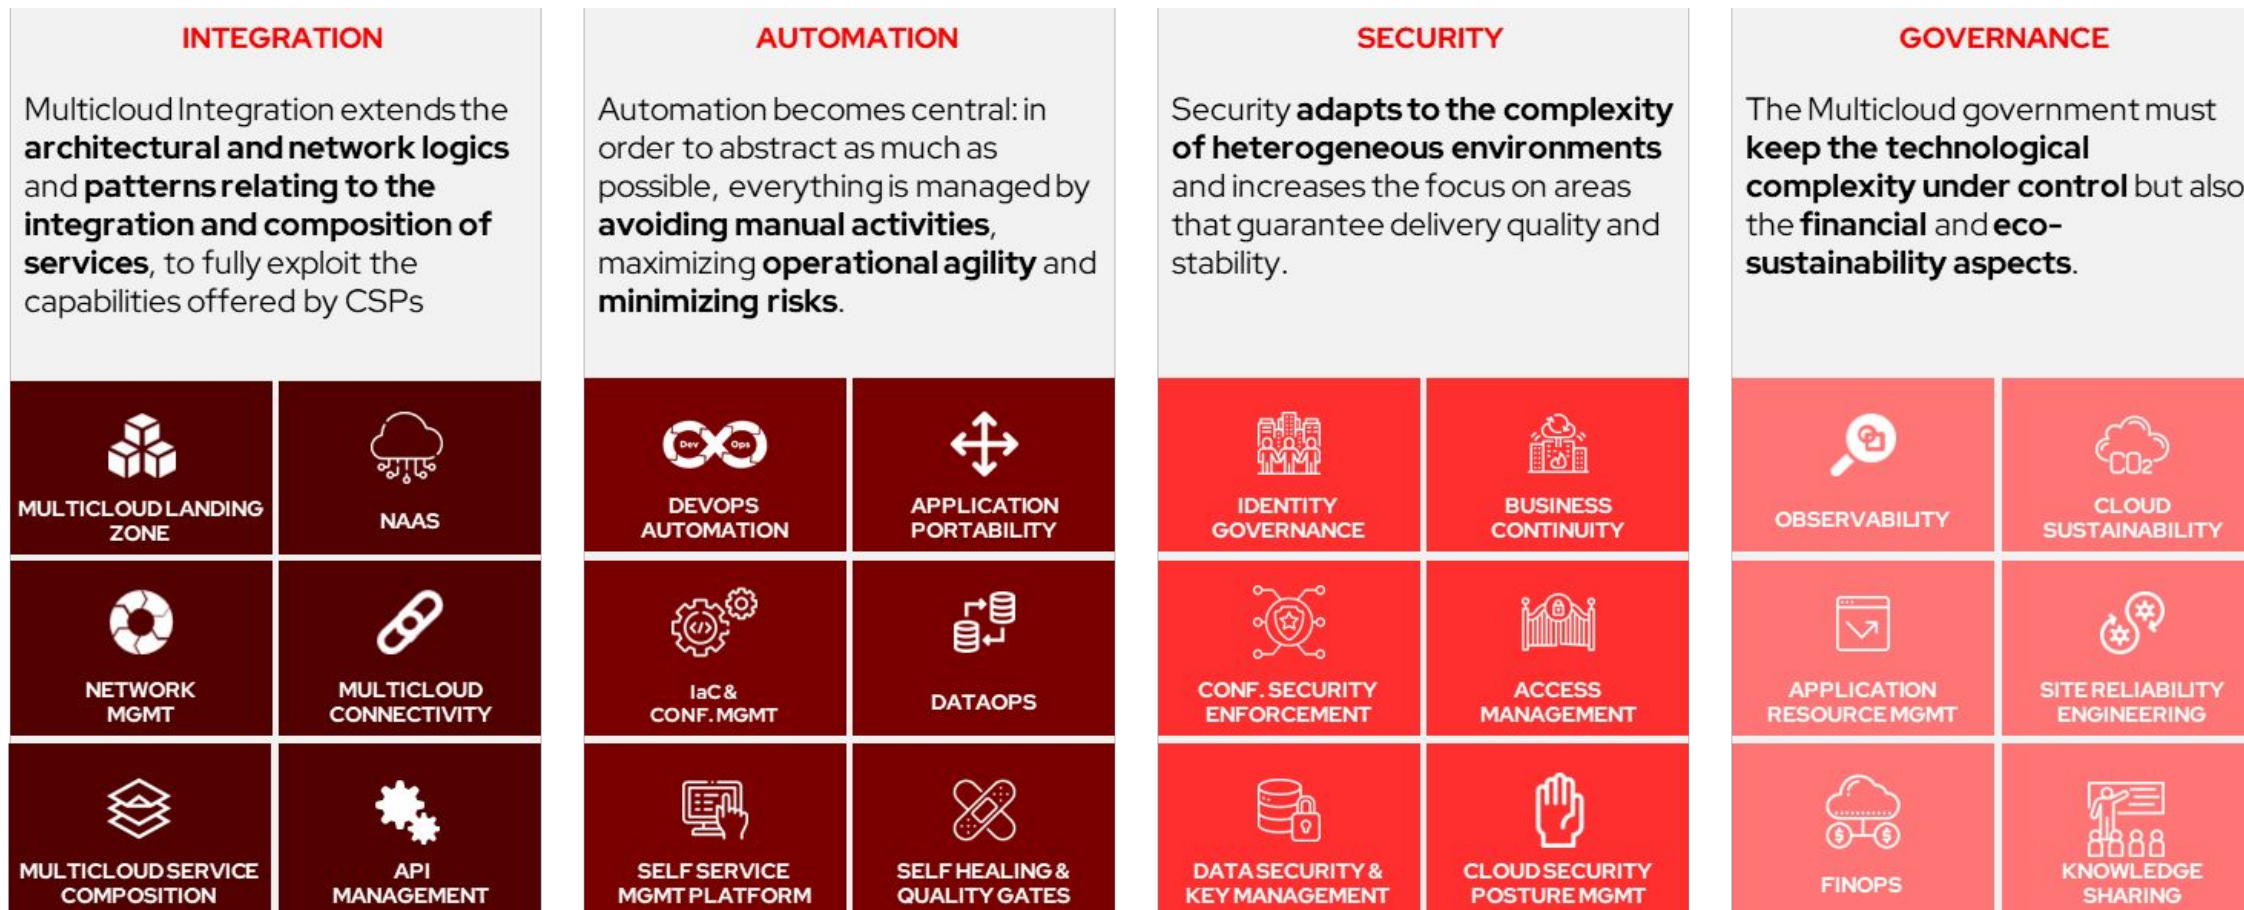 INTEGRATION
Multicloud Integration extends the
architectural and network logics
and patterns relating to the
integration and composition of
services, to fully exploit the
capabilities offered by CSPs
MULTICLOUD LANDING
ZONE
NAAS
NETWORK
MGMT
MULTICLOUD
CONNECTIVITY
MULTICLOUD SERVICE
COMPOSITION
API
MANAGEMENT
AUTOMATION
Automation becomes central: in
order to abstract as much as
possible, everything is managed by
avoiding manual activities,
maximizing operational agility and
minimizing risks.
Dev Ops
DEVOPS
AUTOMATION
APPLICATION
PORTABILITY
IaC &
CONF. MGMT
DATAOPS
SELF SERVICE
MGMT PLATFORM
SELF HEALING &
QUALITY GATES
SECURITY
Security adapts to the complexity
of heterogeneous environments
and increases the focus on areas
that guarantee delivery quality and
stability.
IDENTITY
GOVERNANCE
BUSINESS
CONTINUITY
CONF. SECURITY
ENFORCEMENT
ACCESS
MANAGEMENT
DATA SECURITY &
KEY MANAGEMENT
CLOUD SECURITY
POSTURE MGMT
GOVERNANCE
The Multicloud government must
keep the technological
complexity under control but also
the financial and eco-
sustainability aspects.
OBSERVABILITY
CO2
CLOUD
SUSTAINABILITY
APPLICATION
RESOURCE MGMT
SITE RELIABILITY
ENGINEERING
$ $
FINOPS
KNOWLEDGE
SHARING